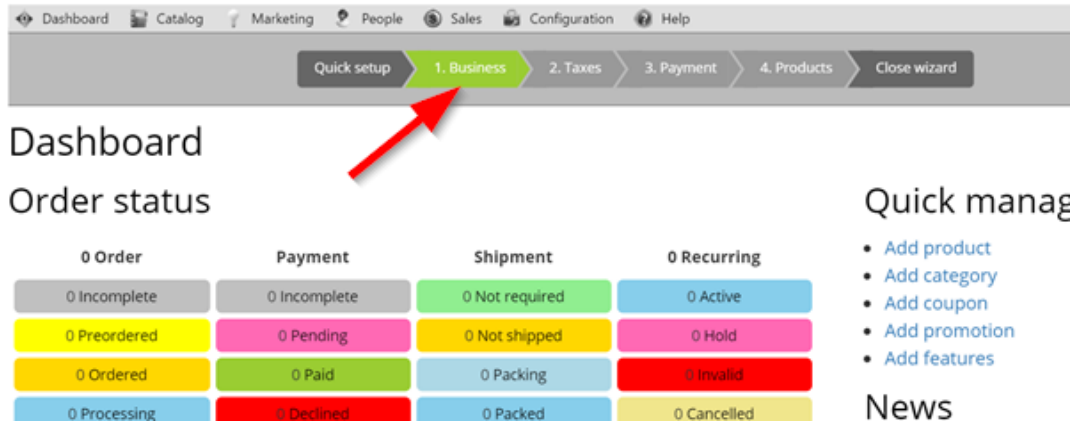 Dashboard Catalog Marketing People Sales Configuration Help
Quick setup 1. Business 2. Taxes 3. Payment 4. Products Close wizard
Dashboard
Order status
0 Order Payment Shipment 0 Recurring
0 Incomplete 0 Incomplete 0 Not required 0 Active
0 Preordered 0 Pending 0 Not shipped 0 Hold
0 Ordered 0 Paid 0 Packing 0 Invalid
0 Processing 0 Declined 0 Packed 0 Cancelled
Quick manag
Add product
Add category
Add coupon
Add promotion
Add features
News